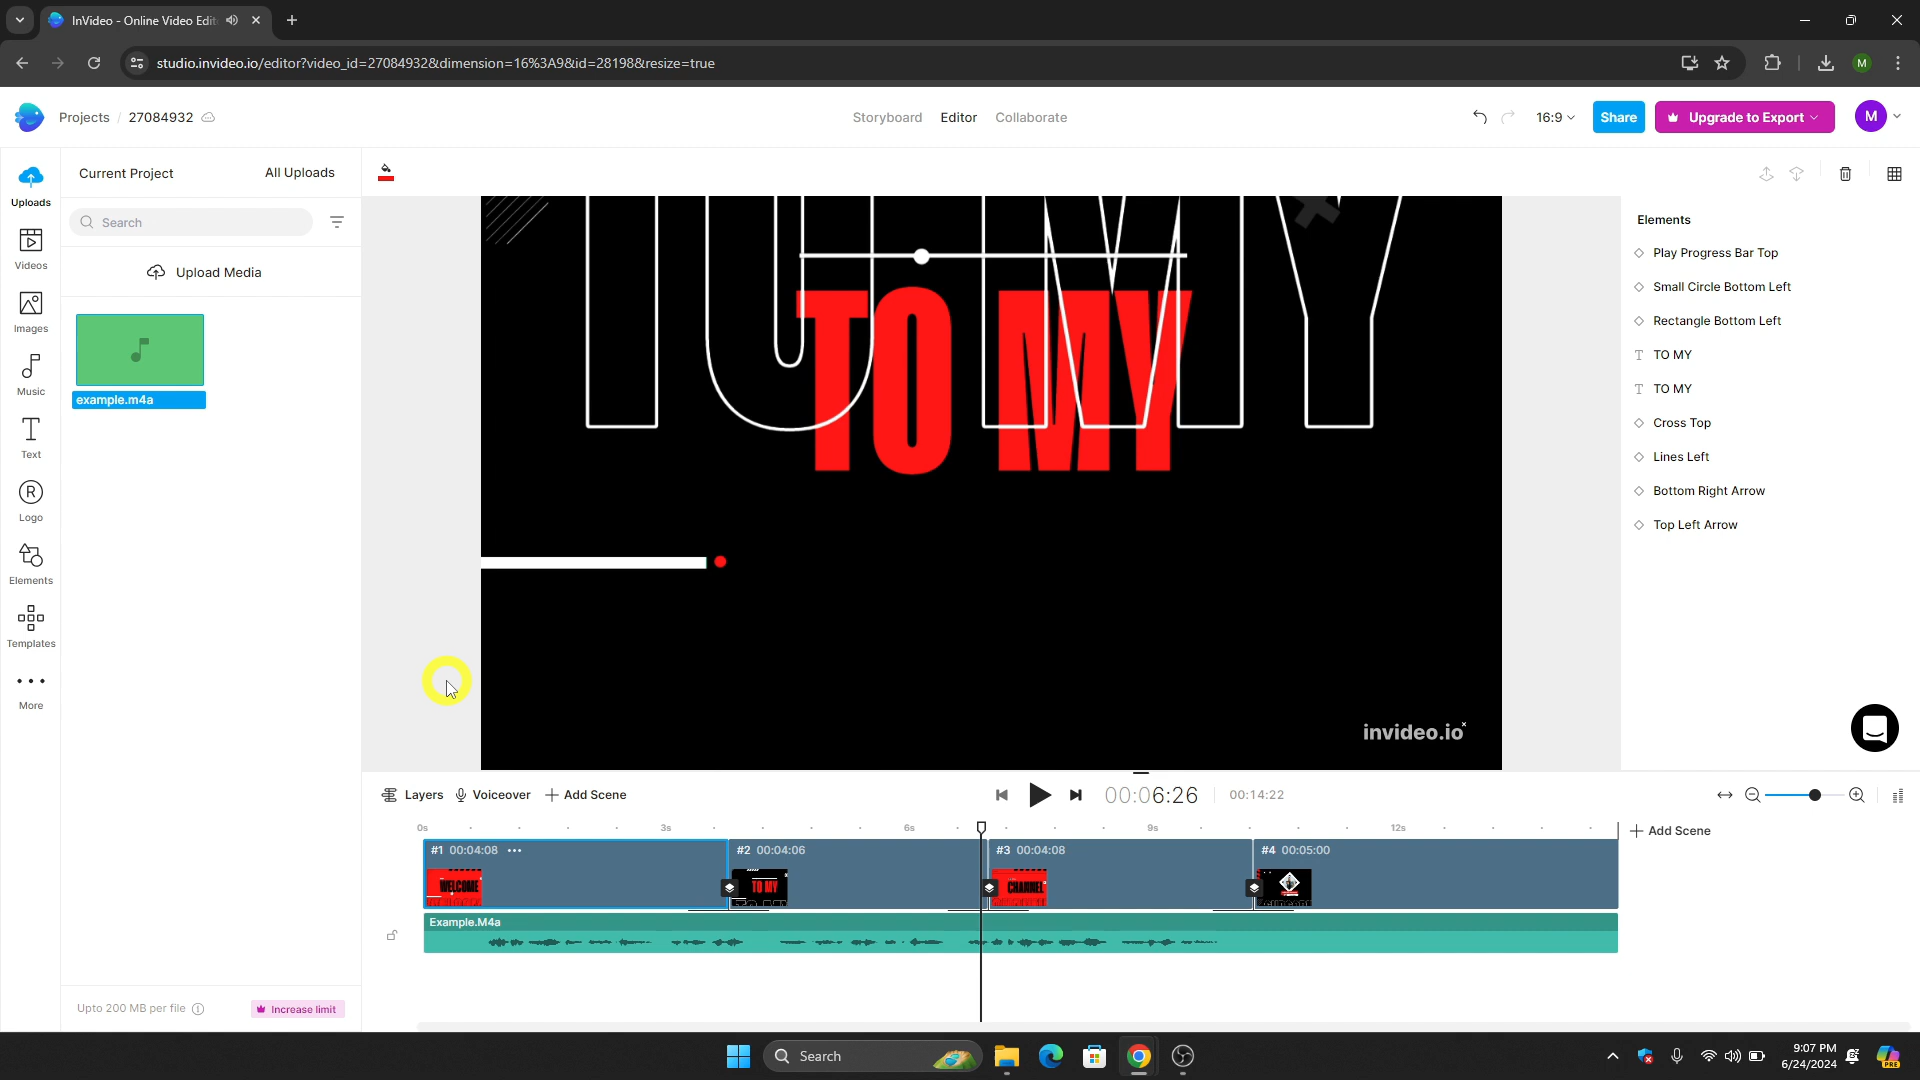 InVideo - Online Video Edit
studio.invideo.io/editor?video_id=27084932&dimension=16%3A9&id=28198&resize=true
M
Projects / 27084932
Storyboard Editor Collaborate
16:9
Share
Upgrade to Export
M
Uploads
Videos
Images
Music
Text
Logo
Elements
Templates
More
Current Project
All Uploads
Search
Upload Media
example.m4a
Upto 200 MB per file
Increase limit
TO MY
TO MY
invideo.io
Elements
Play Progress Bar Top
Small Circle Bottom Left
Rectangle Bottom Left
TO MY
TO MY
Cross Top
Lines Left
Bottom Right Arrow
Top Left Arrow
Layers
Voiceover
Add Scene
00:06:26
00:14:22
0s 3s 6s 9s 12s
Add Scene
#1 00:04:08
#2 00:04:06
#3 00:04:08
#4 00:05:00
WELCOME
TO MY
CHANNEL
Example.M4a
Search
9:07 PM
6/24/2024
PRE